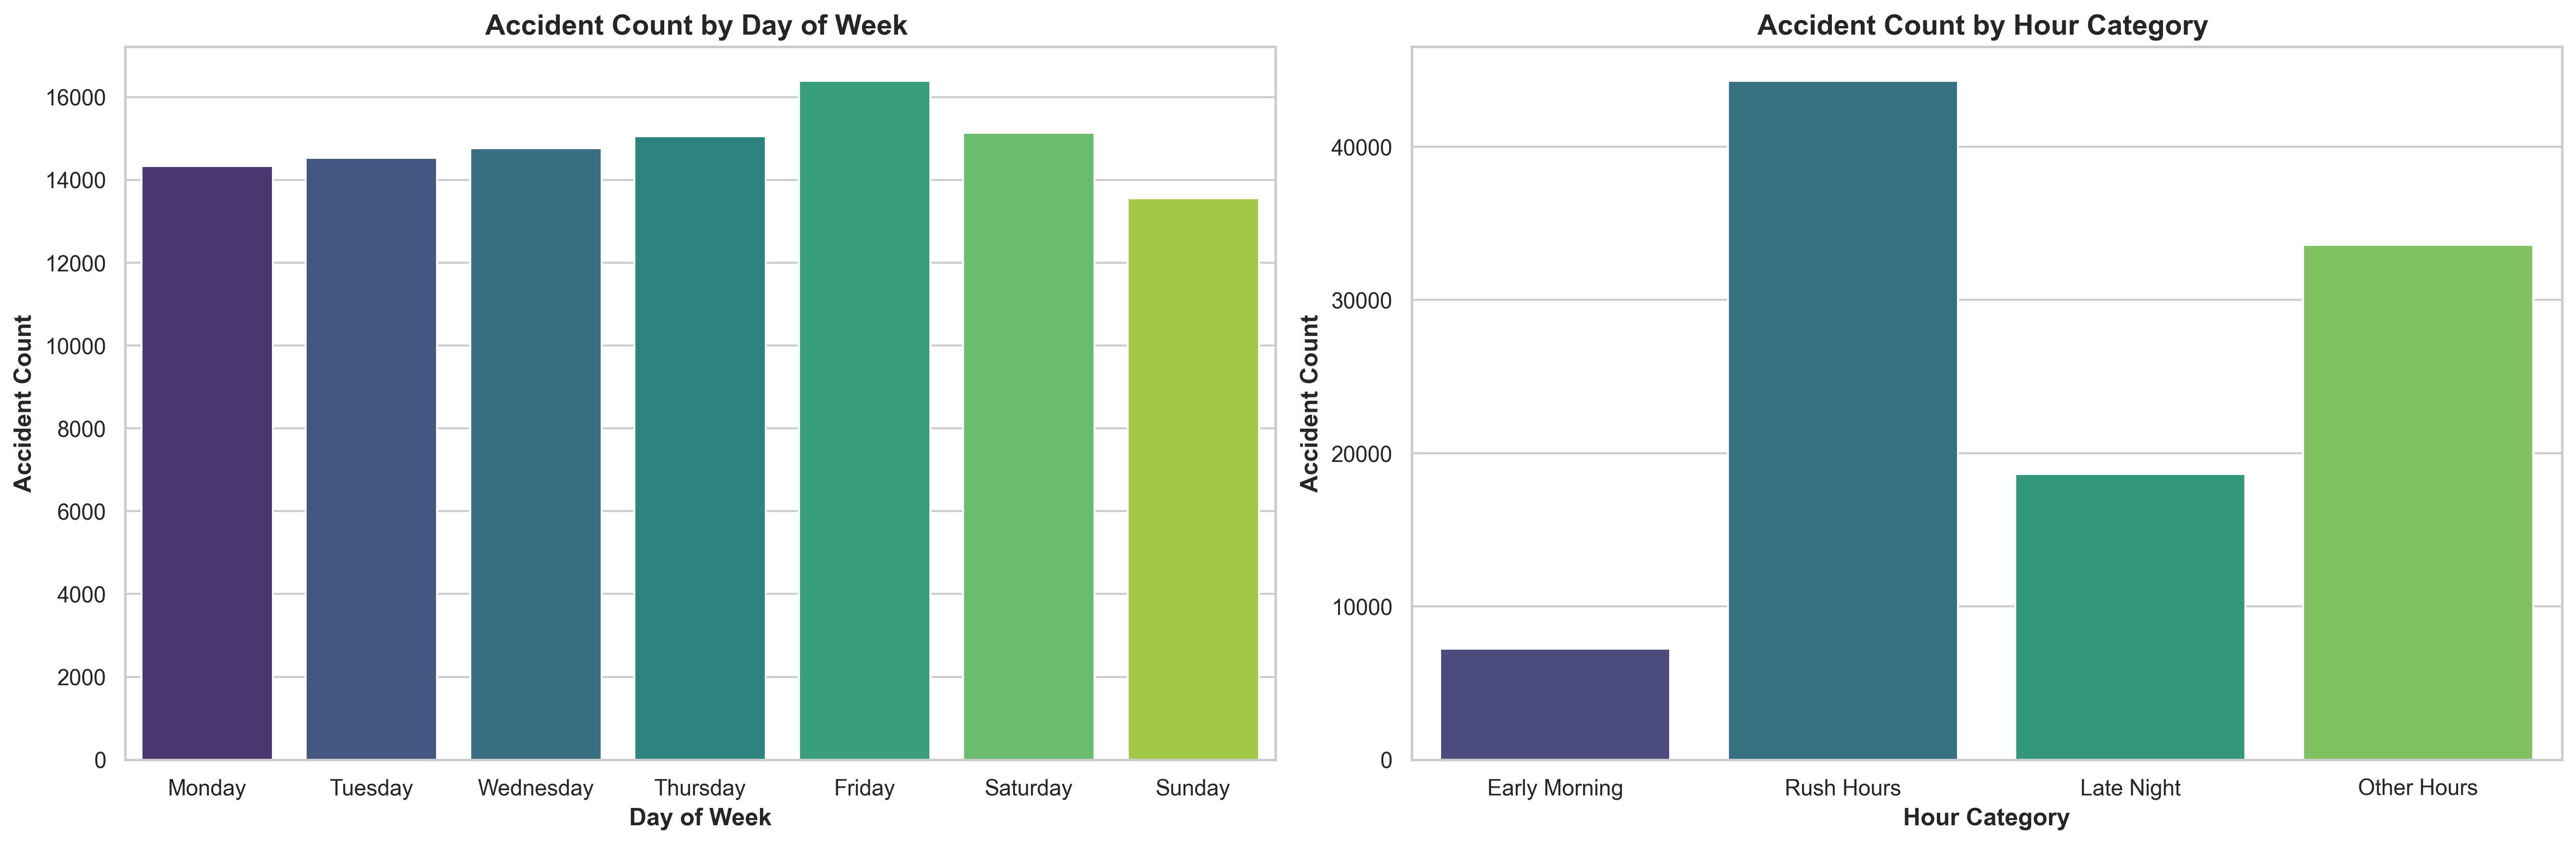 Accident Count by Day of Week
Accident Count
16000
14000
12000
10000
8000
6000
4000
2000
0
Monday Tuesday Wednesday Thursday Friday Saturday Sunday
Day of Week
Accident Count by Hour Category
Accident Count
40000
30000
20000
10000
0
Early Morning Rush Hours Late Night Other Hours
Hour Category